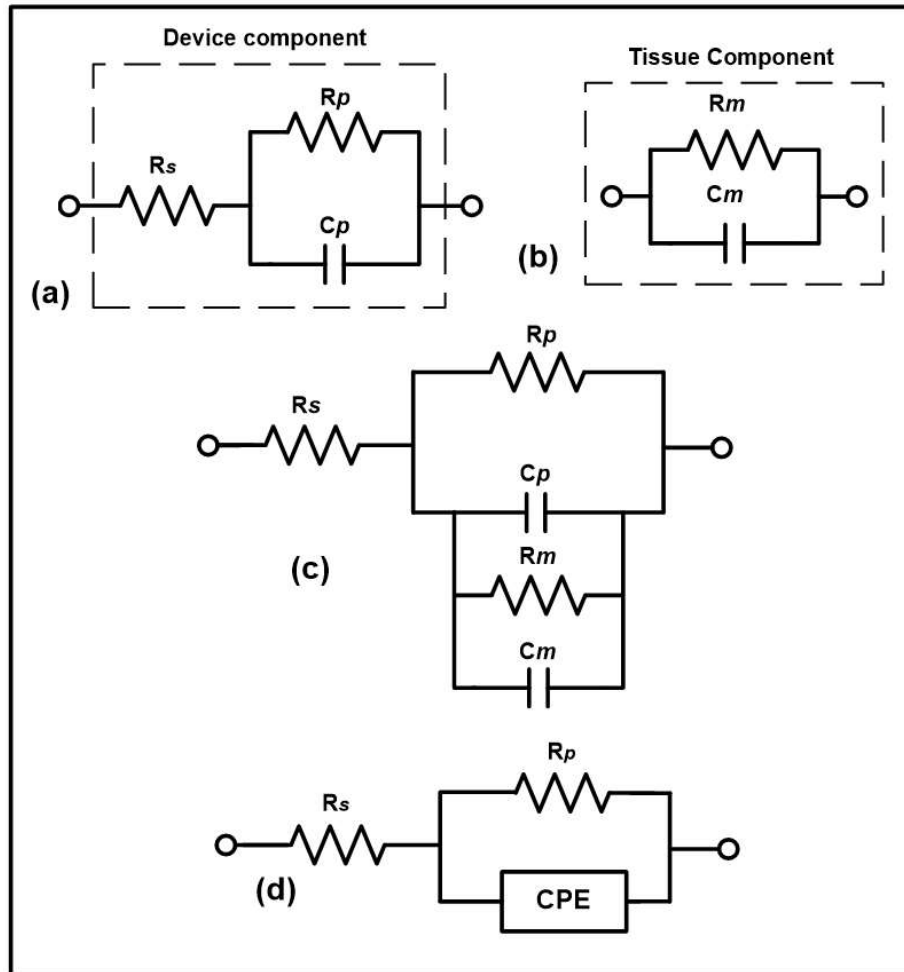 Device component
Rp
Rs
Cp
(a)
Tissue Component
Rm
Cm
(b)
Rp
Rs
Cp
Rm
(c)
Cm
Rp
Rs
CPE
(d)